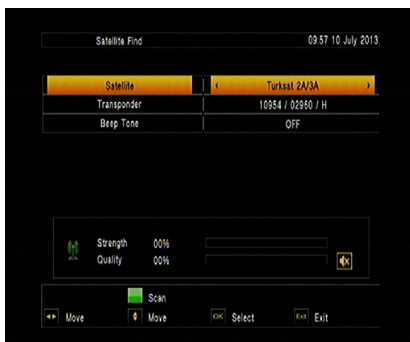 Satellite Find 09:57 10 July 2013
Satellite Turksat 2A/3A
Transponder 10954 / 02960 / H
Beep Tone OFF
Strength 00%
Quality 00%
Scan
Move Move OK Select Exit Exit